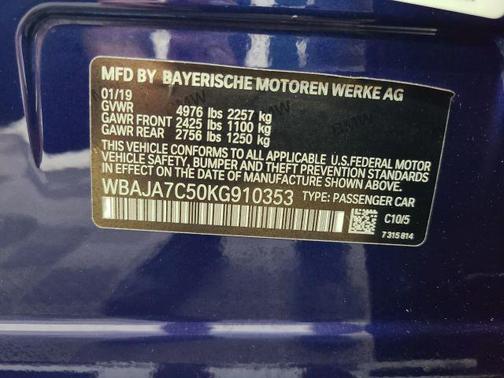 MFD BY BAYERISCHE MOTOREN WERKE AG
01/19
GVWR 4976 lbs 2257 kg
GAWR FRONT 2425 lbs 1100 kg
GAWR REAR 2756 lbs 1250 kg
THIS VEHICLE CONFORMS TO ALL APPLICABLE U.S.FEDERAL MOTOR
VEHICLE SAFETY, BUMPER AND THEFT PREVENTION STANDARDS
IN EFFECT ON THE DATE OF MANUFACTURE SHOWN ABOVE.
WBAJA7C50KG910353 TYPE: PASSENGER CAR
C10/5
7315814